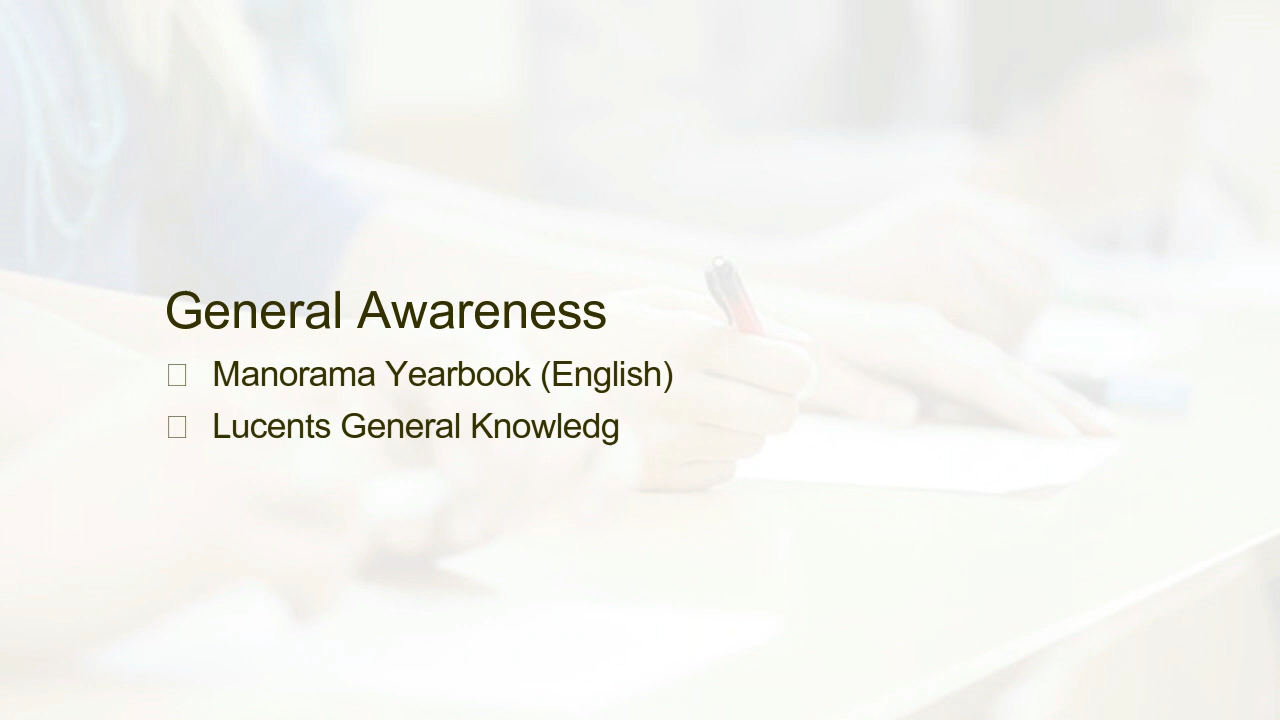 General Awareness
Manorama Yearbook (English)
Lucents General Knowledg